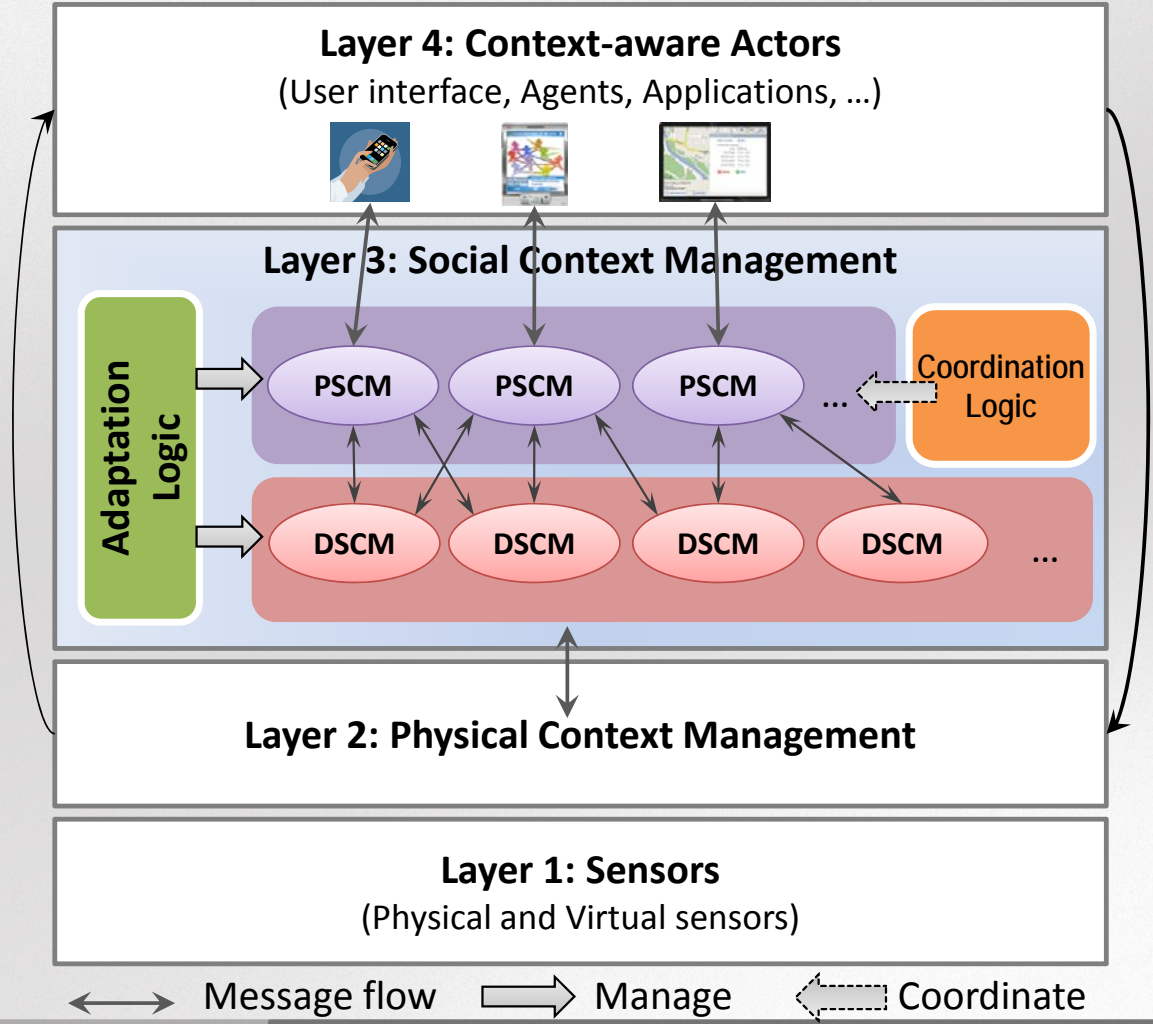 Layer 4: Context-aware Actors
(User interface, Agents, Applications, …)
Layer 3: Social Context Management
Adaptation
Logic
PSCM
PSCM
PSCM
...
Coordination
Logic
DSCM
DSCM
DSCM
DSCM
...
Layer 2: Physical Context Management
Layer 1: Sensors
(Physical and Virtual sensors)
Message flow
Manage
Coordinate